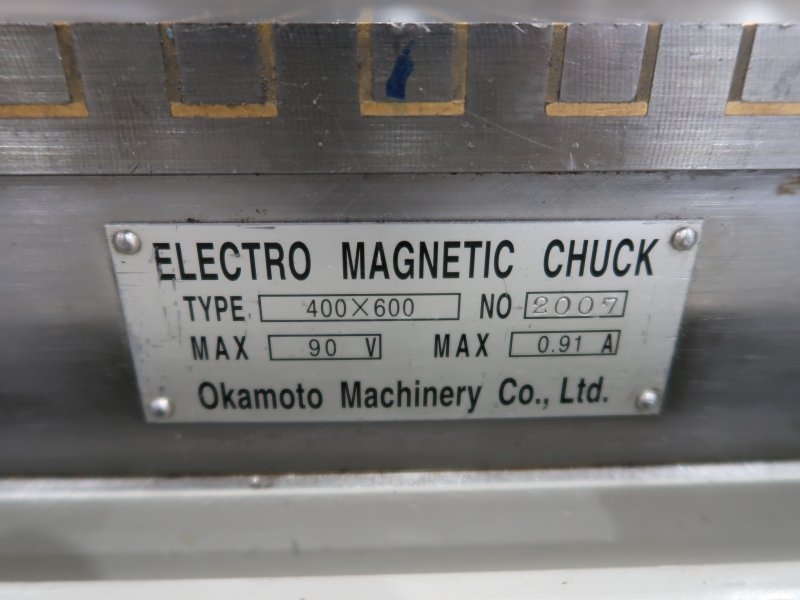 ELECTRO MAGNETIC CHUCK
TYPE 400×600 NO 2007
MAX 90 V MAX 0.91 A
Okamoto Machinery Co., Ltd.